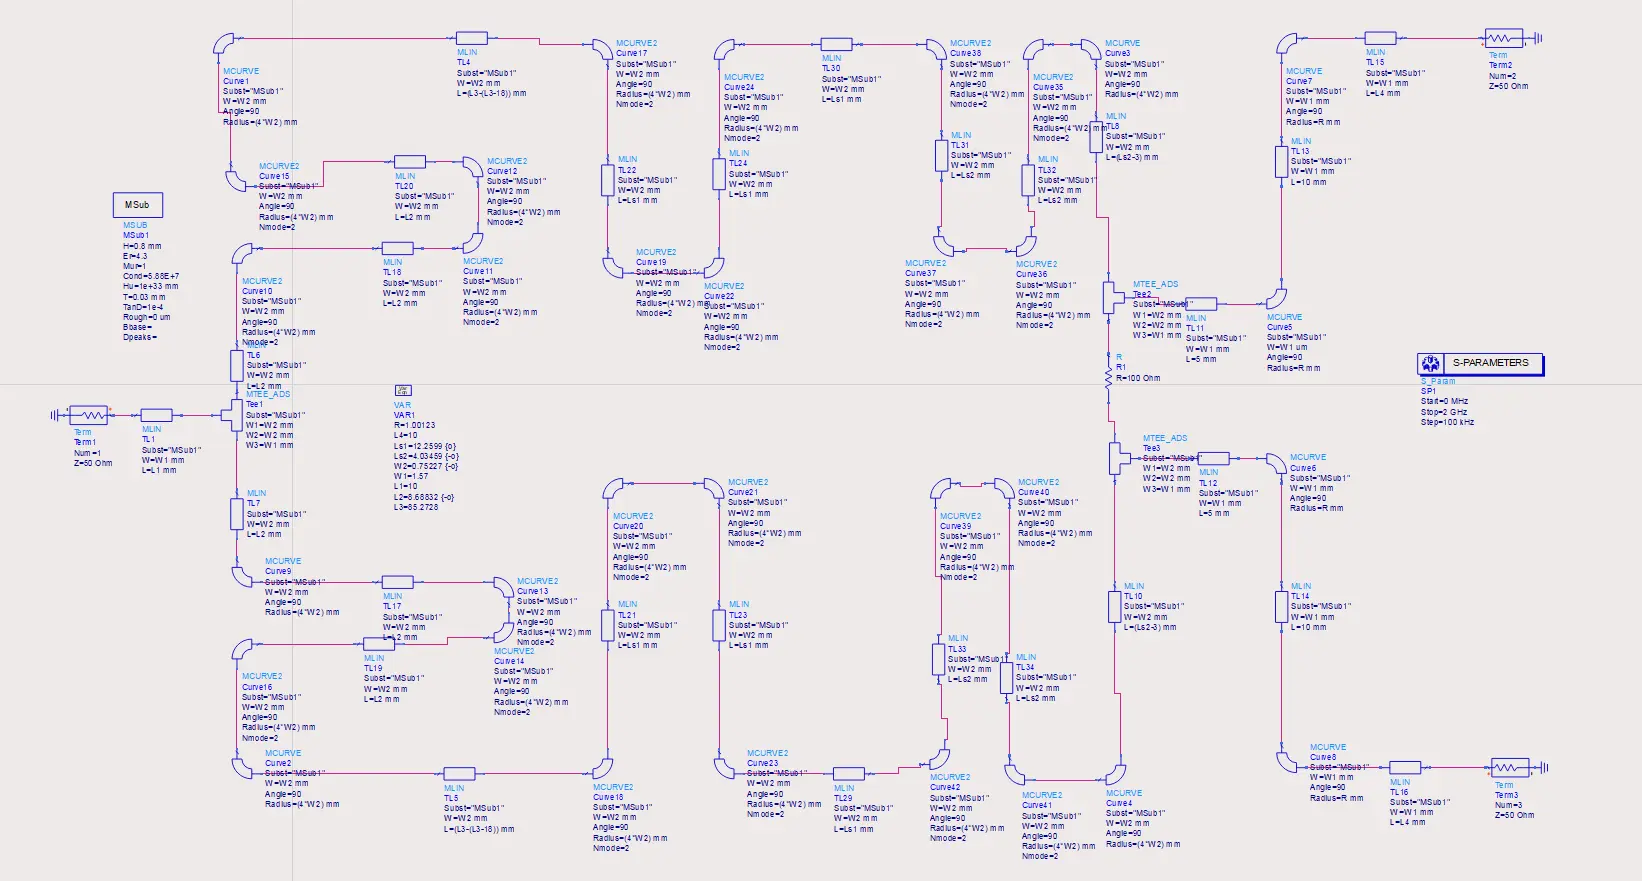 MCURVE
Curve1
Subst="MSub1"
W=W2 mm
Angle=90
Radius=(4*W2) mm
MLIN
TL4
Subst="MSub1"
W=W2 mm
L=(L3-(L3-18)) mm
MCURVE2
Curve17
Subst="MSub1"
W=W2 mm
Angle=90
Radius=(4*W2) mm
Nmode=2
MCURVE2
Curve24
Subst="MSub1"
W=W2 mm
Angle=90
Radius=(4*W2) mm
Nmode=2
MLIN
TL30
Subst="MSub1"
W=W2 mm
L=Ls1 mm
MCURVE2
Curve38
Subst="MSub1"
W=W2 mm
Angle=90
Radius=(4*W2) mm
Nmode=2
MCURVE2
Curve35
Subst="MSub1"
W=W2 mm
Angle=90
Radius=(4*W2) mm
Nmode=2
MCURVE
Curve3
Subst="MSub1"
W=W2 mm
Angle=90
Radius=(4*W2) mm
MLIN
TL8
Subst="MSub1"
W=W2 mm
L=(Ls2-3) mm
MCURVE
Curve7
Subst="MSub1"
W=W1 mm
Angle=90
Radius=R mm
MLIN
TL15
Subst="MSub1"
W=W1 mm
L=L4 mm
Term
Term2
Num=2
Z=50 Ohm
MCURVE2
Curve15
Subst="MSub1"
W=W2 mm
Angle=90
Radius=(4*W2) mm
Nmode=2
MLIN
TL20
Subst="MSub1"
W=W2 mm
L=L2 mm
MCURVE2
Curve12
Subst="MSub1"
W=W2 mm
Angle=90
Radius=(4*W2) mm
Nmode=2
MLIN
TL22
Subst="MSub1"
W=W2 mm
L=Ls1 mm
MLIN
TL24
Subst="MSub1"
W=W2 mm
L=Ls1 mm
MLIN
TL31
Subst="MSub1"
W=W2 mm
L=Ls2 mm
MLIN
TL32
Subst="MSub1"
W=W2 mm
L=Ls2 mm
MLIN
TL13
Subst="MSub1"
W=W1 mm
L=10 mm
MSub
MSUB
MSub1
H=0.8 mm
Er=4.3
Mur=1
Cond=5.88E+7
Hu=1e+33 mm
T=0.03 mm
TanD=1e-4
Rough=0 um
Bbase=
Dpeaks=
MCURVE2
Curve10
Subst="MSub1"
W=W2 mm
Angle=90
Radius=(4*W2) mm
Nmode=2
MLIN
TL18
Subst="MSub1"
W=W2 mm
L=L2 mm
MCURVE2
Curve11
Subst="MSub1"
W=W2 mm
Angle=90
Radius=(4*W2) mm
Nmode=2
MCURVE2
Curve19
Subst="MSub1"
W=W2 mm
Angle=90
Radius=(4*W2) mm
MCURVE2
Curve22
Subst="MSub1"
W=W2 mm
Angle=90
Radius=(4*W2) mm
Nmode=2
MCURVE2
Curve37
Subst="MSub1"
W=W2 mm
Angle=90
Radius=(4*W2) mm
Nmode=2
MCURVE2
Curve36
Subst="MSub1"
W=W2 mm
Angle=90
Radius=(4*W2) mm
Nmode=2
MTEE_ADS
Tee2
Subst="MSub1"
W1=W2 mm
W2=W2 mm
W3=W1 mm
MLIN
TL11
Subst="MSub1"
W=W1 mm
L=5 mm
MCURVE
Curve5
Subst="MSub1"
W=W1 um
Angle=90
Radius=R mm
MLIN
TL6
Subst="MSub1"
W=W2 mm
L=L2 mm
R
R1
R=100 Ohm
S-PARAMETERS
S_Param
SP1
Start=0 MHz
Stop=2 GHz
Step=100 kHz
Term
Term1
Num=1
Z=50 Ohm
MLIN
TL1
Subst="MSub1"
W=W1 mm
L=L1 mm
MTEE_ADS
Tee1
Subst="MSub1"
W1=W2 mm
W2=W2 mm
W3=W1 mm
Var
Eqn
VAR
VAR1
R=1.00123
L4=10
Ls1=12.2599 {o}
Ls2=4.03459 {-o}
W2=0.75227 {-o}
W1=1.57
L1=10
L2=8.68832 {-o}
L3=85.2728
MTEE_ADS
Tee3
Subst="MSub1"
W1=W2 mm
W2=W2 mm
W3=W1 mm
MLIN
TL12
Subst="MSub1"
W=W1 mm
L=5 mm
MCURVE
Curve6
Subst="MSub1"
W=W1 mm
Angle=90
Radius=R mm
MLIN
TL7
Subst="MSub1"
W=W2 mm
L=L2 mm
MCURVE2
Curve20
Subst="MSub1"
W=W2 mm
Angle=90
Radius=(4*W2) mm
Nmode=2
MCURVE2
Curve21
Subst="MSub1"
W=W2 mm
Angle=90
Radius=(4*W2) mm
Nmode=2
MCURVE2
Curve39
Subst="MSub1"
W=W2 mm
Angle=90
Radius=(4*W2) mm
Nmode=2
MCURVE2
Curve40
Subst="MSub1"
W=W2 mm
Angle=90
Radius=(4*W2) mm
Nmode=2
MCURVE
Curve9
Subst="MSub1"
W=W2 mm
Angle=90
Radius=(4*W2) mm
MLIN
TL17
Subst="MSub1"
W=W2 mm
L=L2 mm
MCURVE2
Curve13
Subst="MSub1"
W=W2 mm
Angle=90
Radius=(4*W2) mm
Nmode=2
MLIN
TL21
Subst="MSub1"
W=W2 mm
L=Ls1 mm
MLIN
TL23
Subst="MSub1"
W=W2 mm
L=Ls1 mm
MLIN
TL10
Subst="MSub1"
W=W2 mm
L=(Ls2-3) mm
MLIN
TL14
Subst="MSub1"
W=W1 mm
L=10 mm
MCURVE2
Curve16
Subst="MSub1"
W=W2 mm
Angle=90
Radius=(4*W2) mm
Nmode=2
MLIN
TL19
Subst="MSub1"
W=W2 mm
L=L2 mm
MCURVE2
Curve14
Subst="MSub1"
W=W2 mm
Angle=90
Radius=(4*W2) mm
Nmode=2
MLIN
TL33
Subst="MSub1"
W=W2 mm
L=Ls2 mm
MLIN
TL34
Subst="MSub1"
W=W2 mm
L=Ls2 mm
MCURVE
Curve2
Subst="MSub1"
W=W2 mm
Angle=90
Radius=(4*W2) mm
MLIN
TL5
Subst="MSub1"
W=W2 mm
L=(L3-(L3-18)) mm
MCURVE2
Curve18
Subst="MSub1"
W=W2 mm
Angle=90
Radius=(4*W2) mm
Nmode=2
MCURVE2
Curve23
Subst="MSub1"
W=W2 mm
Angle=90
Radius=(4*W2) mm
Nmode=2
MLIN
TL29
Subst="MSub1"
W=W2 mm
L=Ls1 mm
MCURVE2
Curve42
Subst="MSub1"
W=W2 mm
Angle=90
Radius=(4*W2) mm
Nmode=2
MCURVE2
Curve41
Subst="MSub1"
W=W2 mm
Angle=90
Radius=(4*W2) mm
Nmode=2
MCURVE
Curve4
Subst="MSub1"
W=W2 mm
Angle=90
Radius=(4*W2) mm
MCURVE
Curve8
Subst="MSub1"
W=W1 mm
Angle=90
Radius=R mm
MLIN
TL16
Subst="MSub1"
W=W1 mm
L=L4 mm
Term
Term3
Num=3
Z=50 Ohm